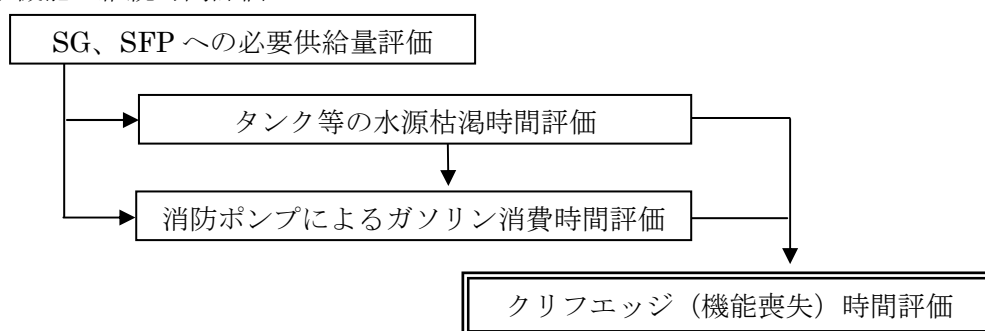 SG、SFP への必要供給量評価
タンク等の水源枯渇時間評価
消防ポンプによるガソリン消費時間評価
クリフエッジ（機能喪失）時間評価